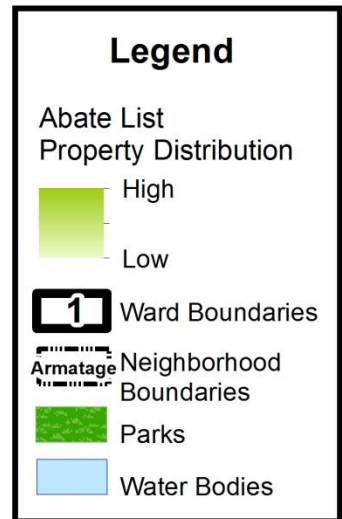 Legend
Abate List
Property Distribution
High
Low
1 Ward Boundaries
Armatage Neighborhood
Boundaries
Parks
Water Bodies